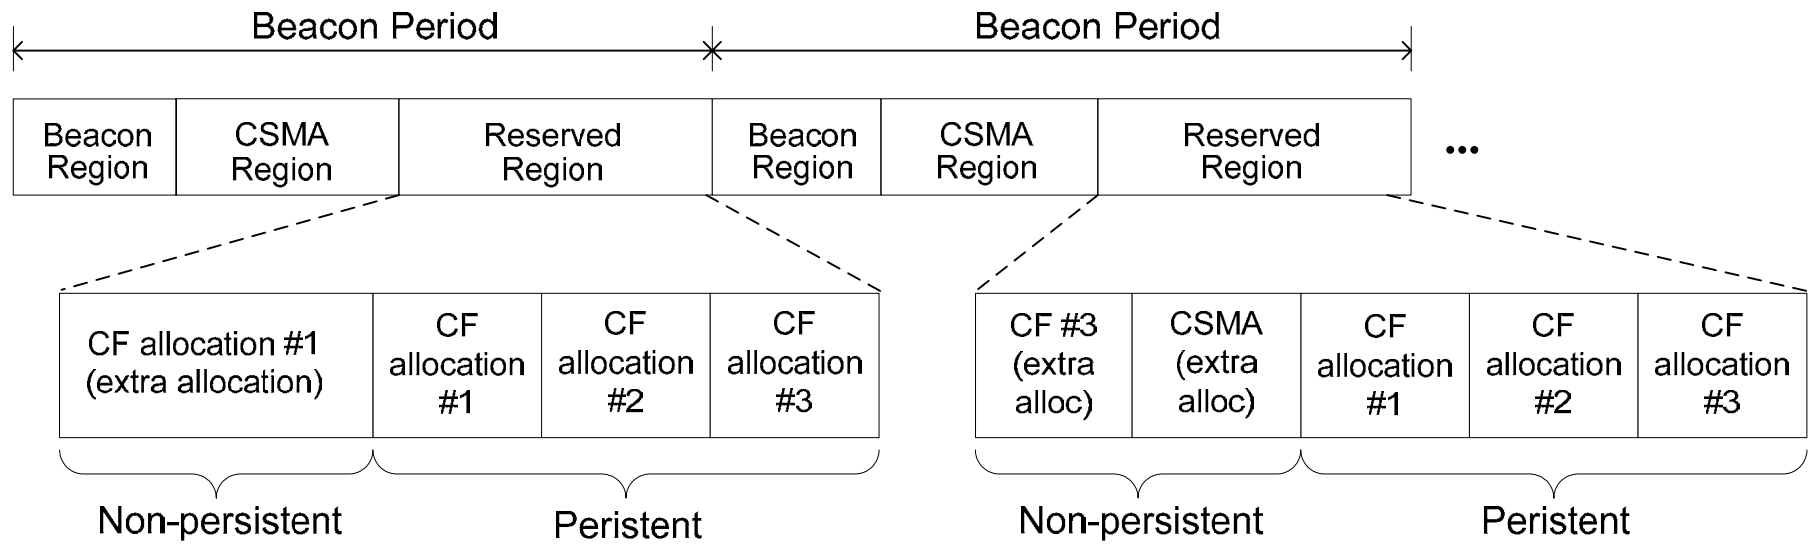 Beacon Period
Beacon Period
Beacon
Region
CSMA
Region
Reserved
Region
Beacon
Region
CSMA
Region
Reserved
Region
...
CF allocation #1
(extra allocation)
CF
allocation
#1
CF
allocation
#2
CF
allocation
#3
CF #3
(extra
alloc)
CSMA
(extra
alloc)
CF
allocation
#1
CF
allocation
#2
CF
allocation
#3
Non-persistent
Peristent
Non-persistent
Peristent